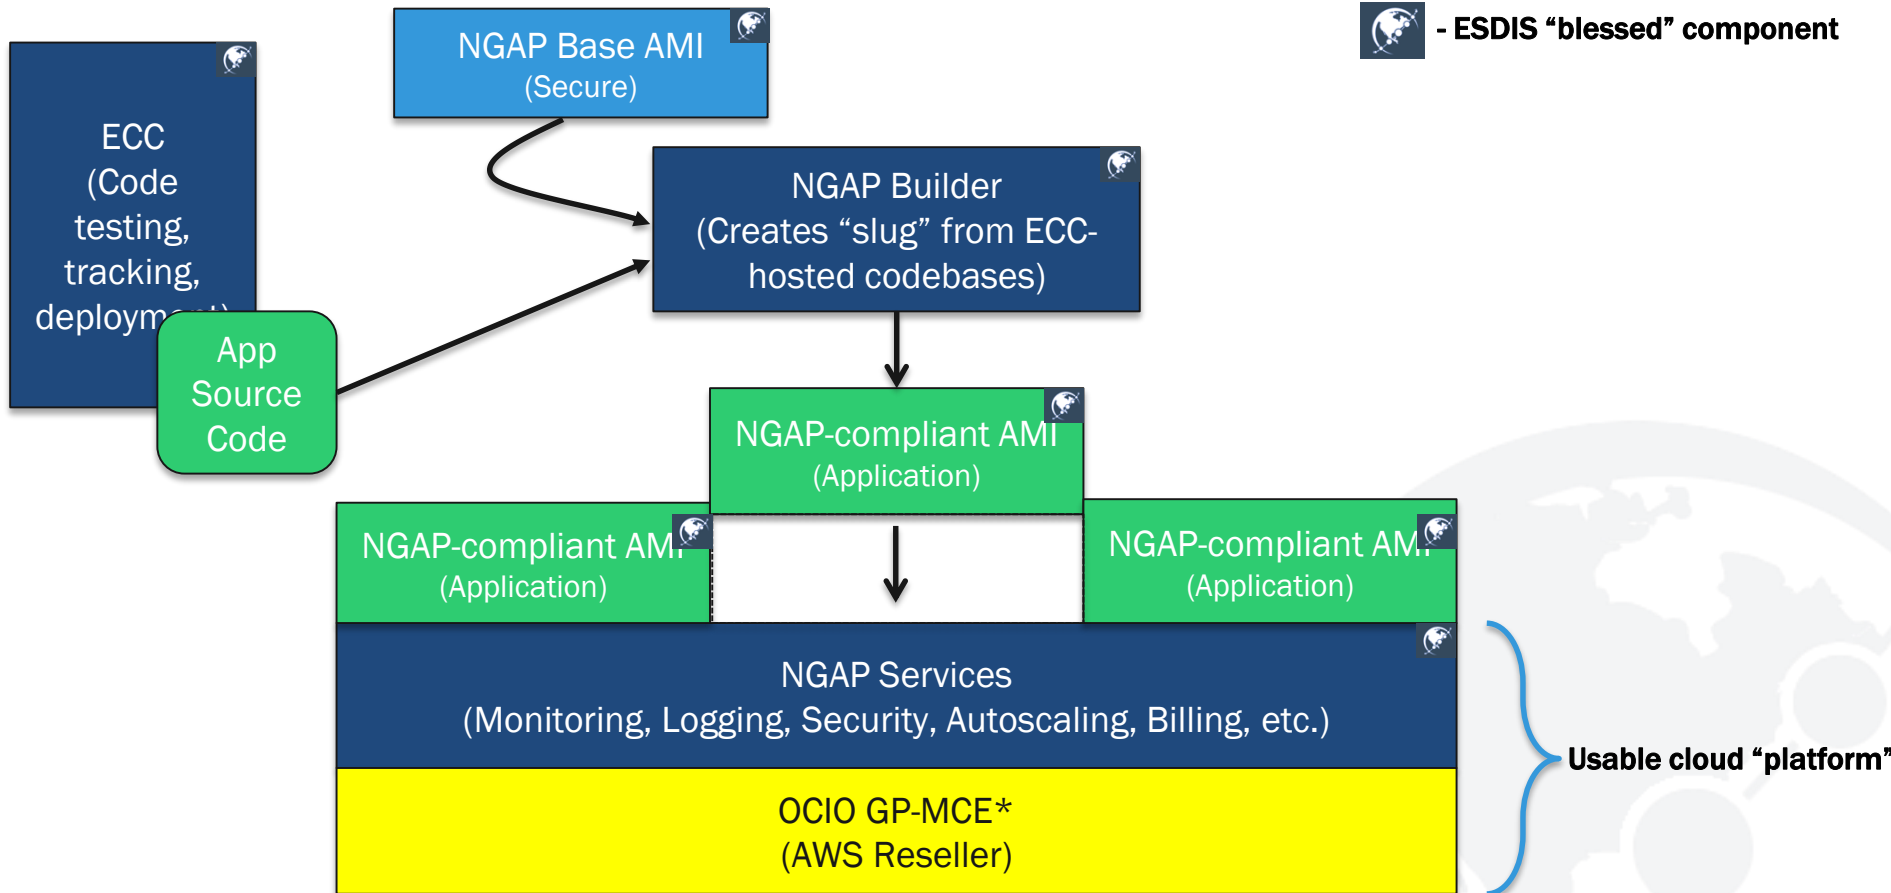 - ESDIS “blessed” component
NGAP Base AMI
(Secure)
ECC
(Code
testing,
tracking,
deployment)
App
Source
Code
NGAP Builder
(Creates “slug” from ECC-
hosted codebases)
NGAP-compliant AMI
(Application)
NGAP-compliant AMI
(Application)
NGAP-compliant AMI
(Application)
NGAP Services
(Monitoring, Logging, Security, Autoscaling, Billing, etc.)
Usable cloud “platform”
OCIO GP-MCE*
(AWS Reseller)